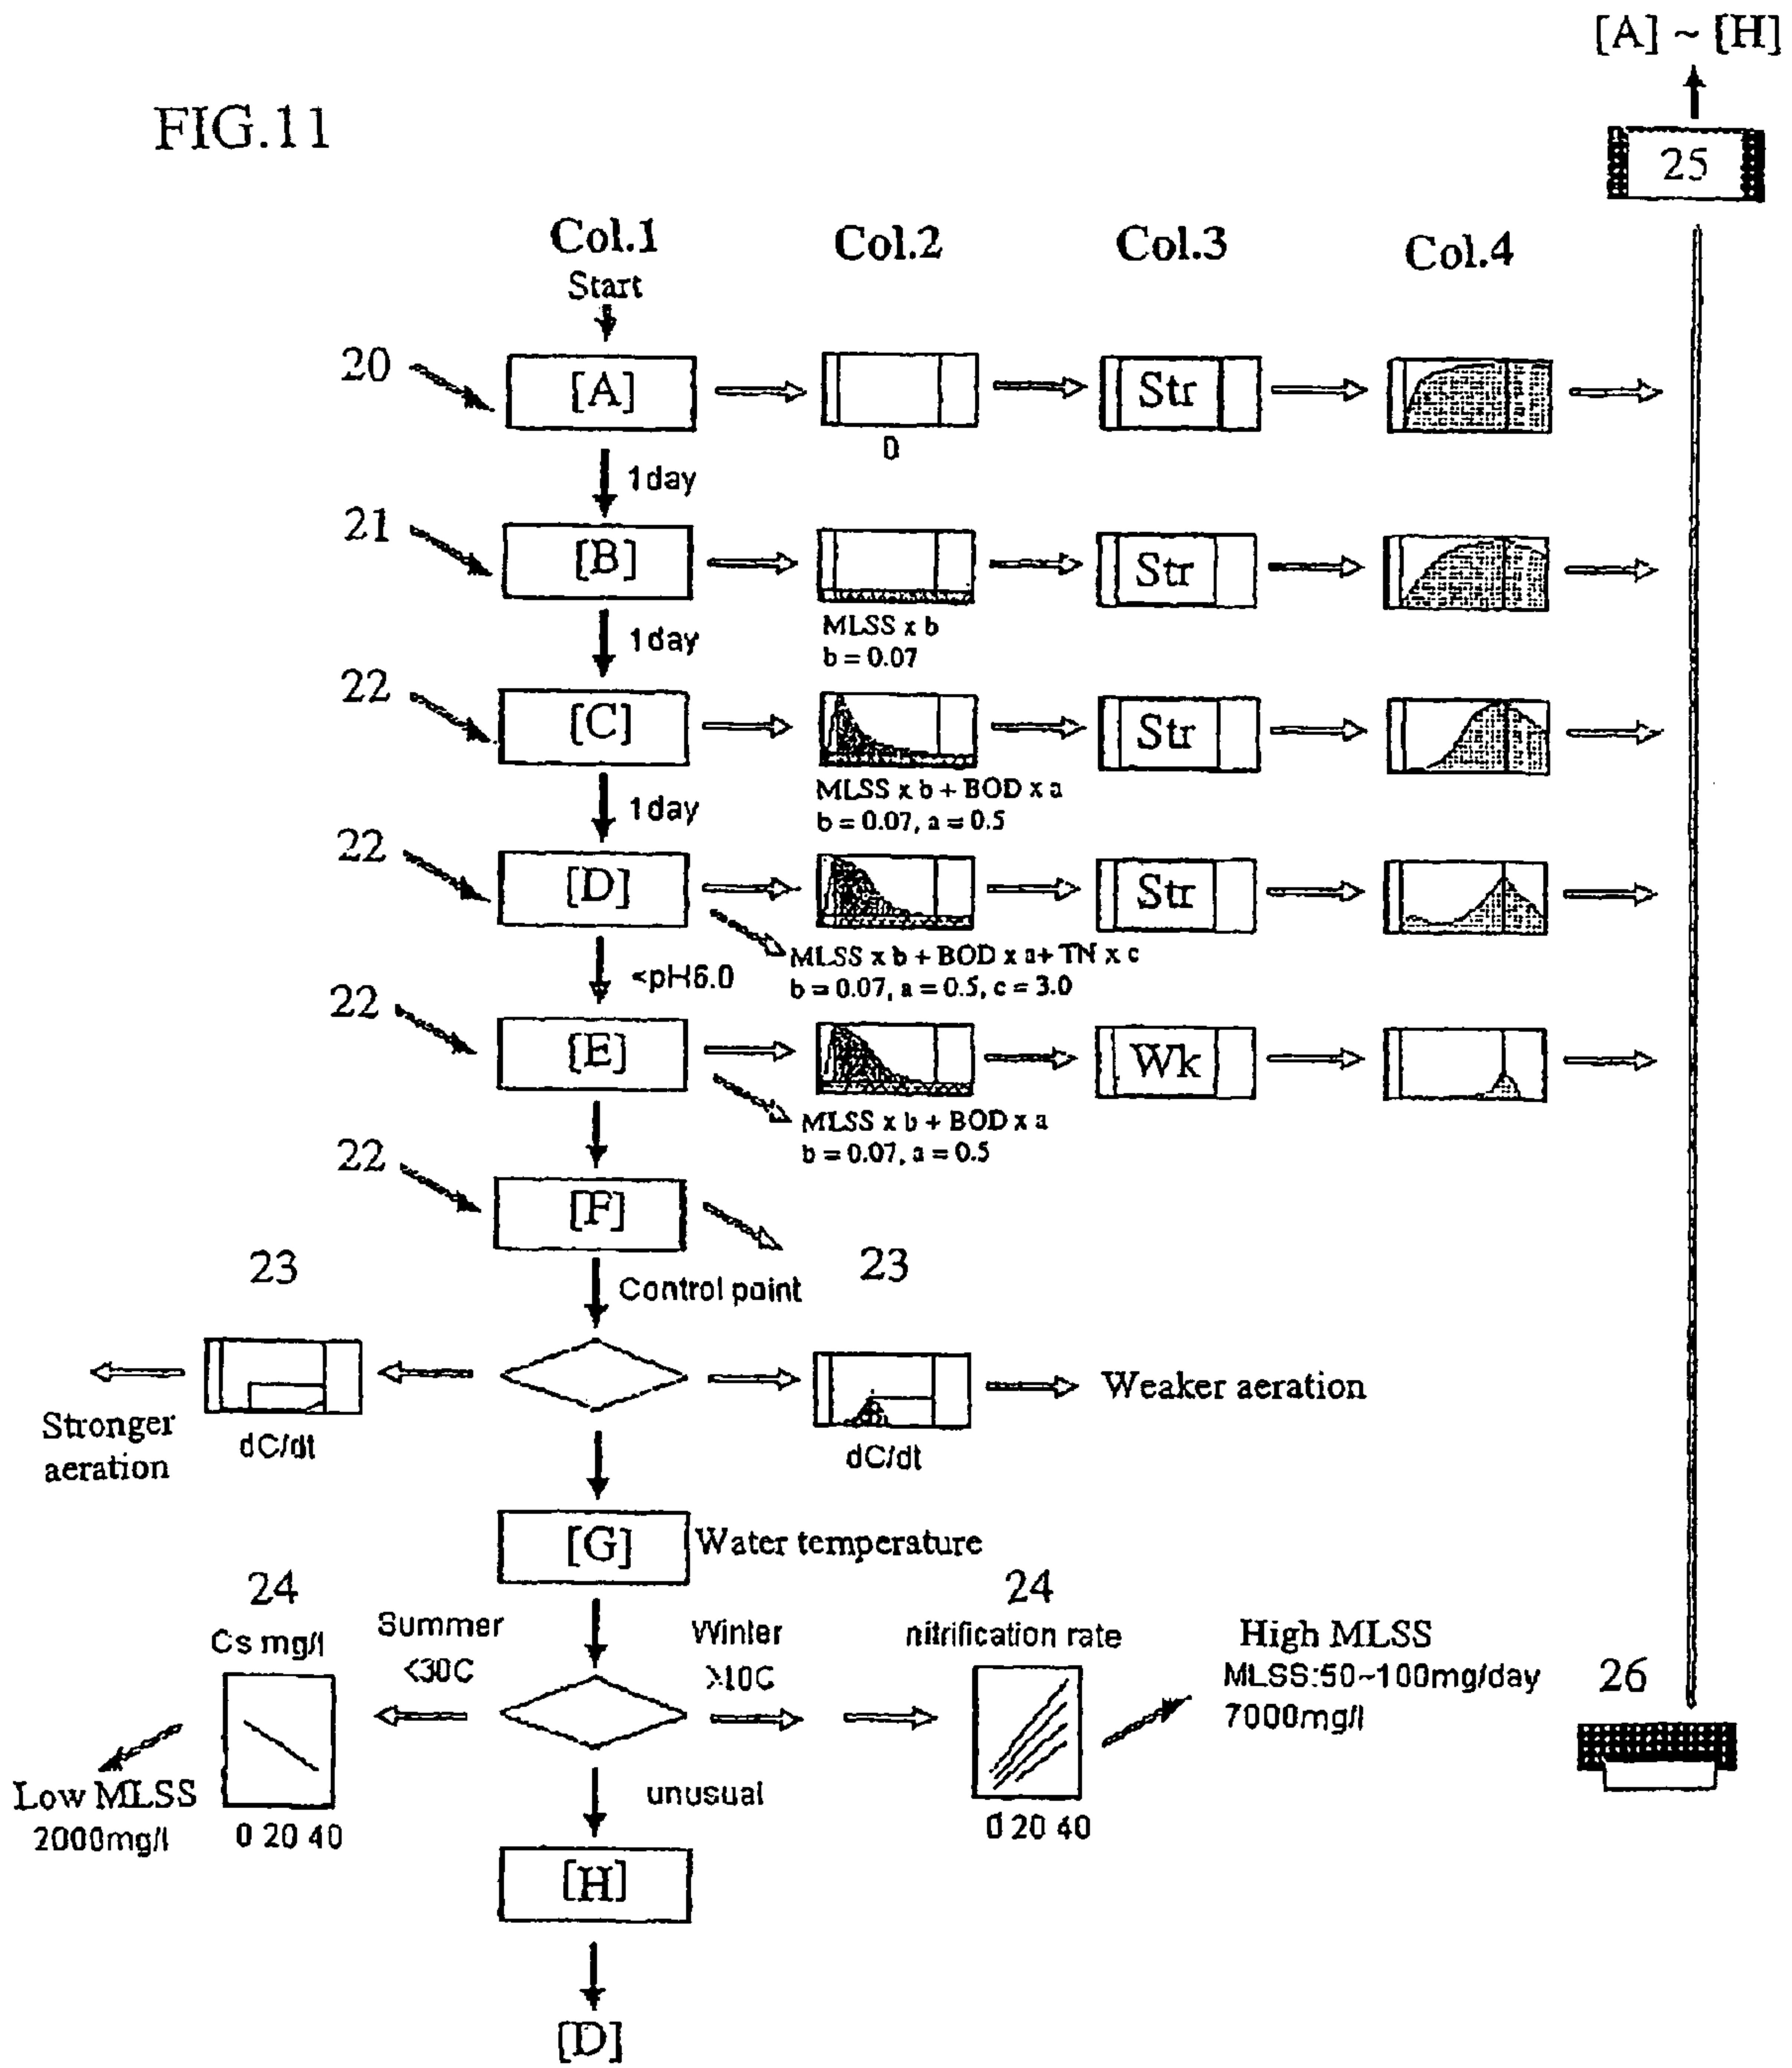 [A] ~ [H]
FIG.11
25
Col.1
Col.2
Col.3
Col.4
Start
20
[A]
Str
0
1day
21
[B]
Str
MLSS x b
b = 0.07
1day
22
[C]
Str
MLSS x b + BOD x a
b = 0.07, a = 0.5
1day
22
[D]
Str
MLSS x b + BOD x a+ TN x c
b = 0.07, a = 0.5, c = 3.0
<pH6.0
22
[E]
Wk
MLSS x b + BOD x a
b = 0.07, a = 0.5
22
[F]
23
23
Control point
Weaker aeration
Stronger
aeration
dC/dt
dC/dt
[G]
Water temperature
24
24
Cs mg/l
Summer
<30C
Winter
>10C
nitrification rate
High MLSS
MLSS:50~100mg/day
7000mg/l
26
Low MLSS
2000mg/l
0 20 40
unusual
0 20 40
[H]
[D]